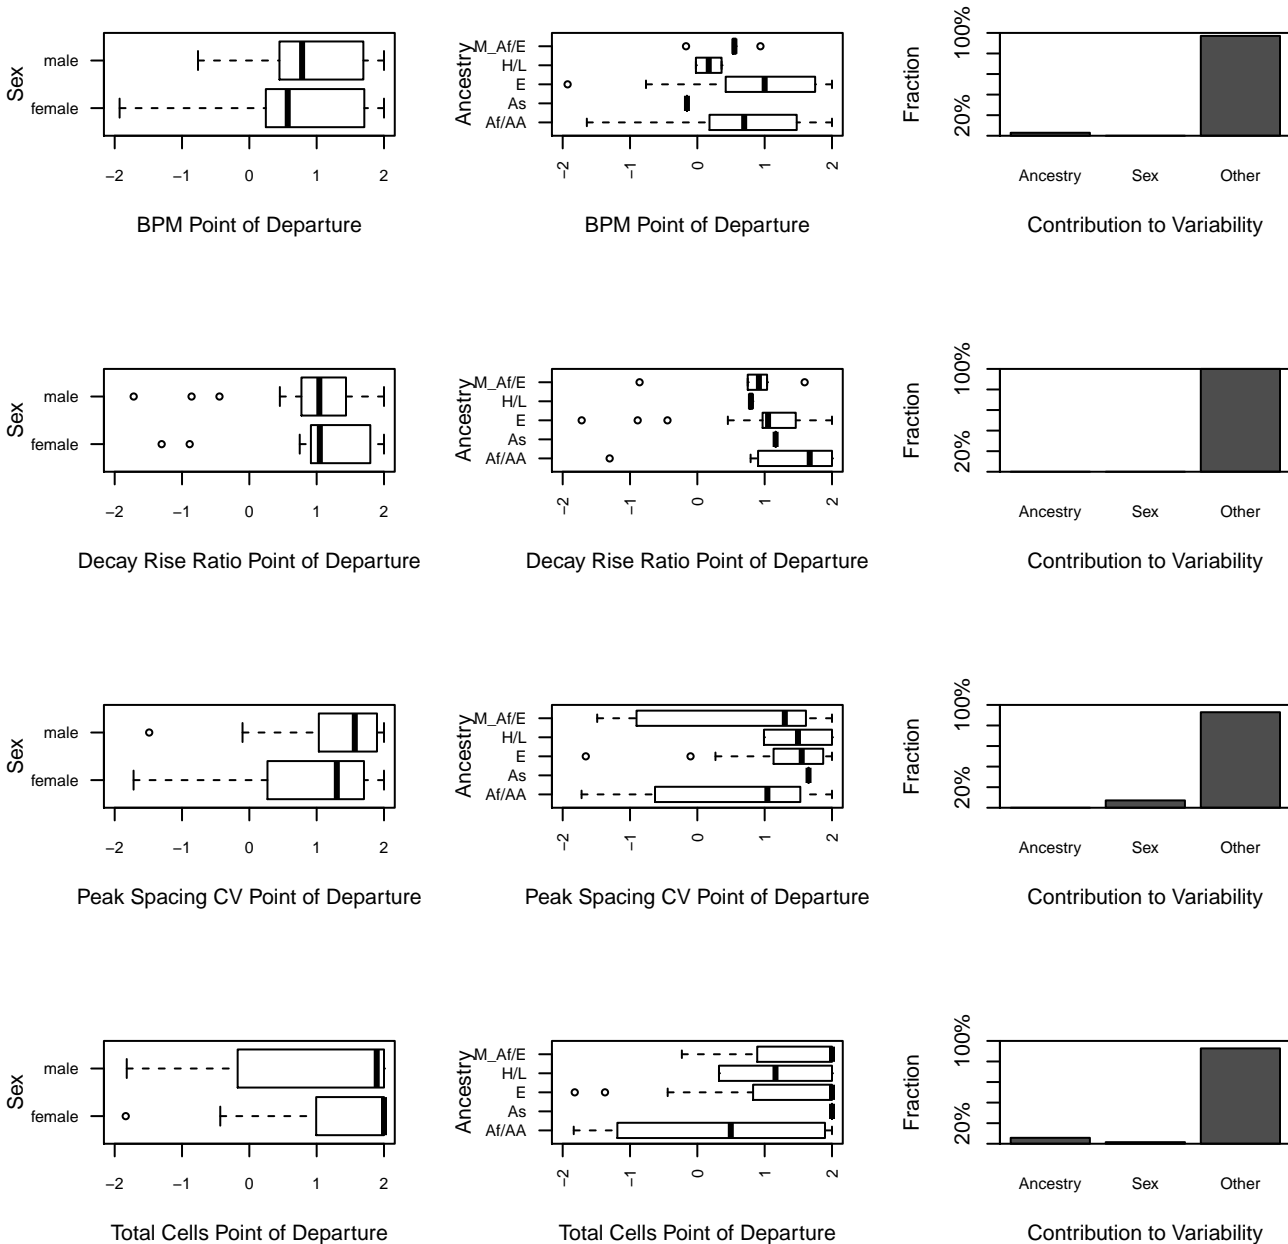 Sex
male
female
−2 −1 0 1 2
BPM Point of Departure
Ancestry
M_Af/E
H/L
E
As
Af/AA
−2 −1 0 1 2
BPM Point of Departure
Fraction
100%
20%
Ancestry Sex Other
Contribution to Variability
Sex
male
female
−2 −1 0 1 2
Decay Rise Ratio Point of Departure
Ancestry
M_Af/E
H/L
E
As
Af/AA
−2 −1 0 1 2
Decay Rise Ratio Point of Departure
Fraction
100%
20%
Ancestry Sex Other
Contribution to Variability
Sex
male
female
−2 −1 0 1 2
Peak Spacing CV Point of Departure
Ancestry
M_Af/E
H/L
E
As
Af/AA
−2 −1 0 1 2
Peak Spacing CV Point of Departure
Fraction
100%
20%
Ancestry Sex Other
Contribution to Variability
Sex
male
female
−2 −1 0 1 2
Total Cells Point of Departure
Ancestry
M_Af/E
H/L
E
As
Af/AA
−2 −1 0 1 2
Total Cells Point of Departure
Fraction
100%
20%
Ancestry Sex Other
Contribution to Variability